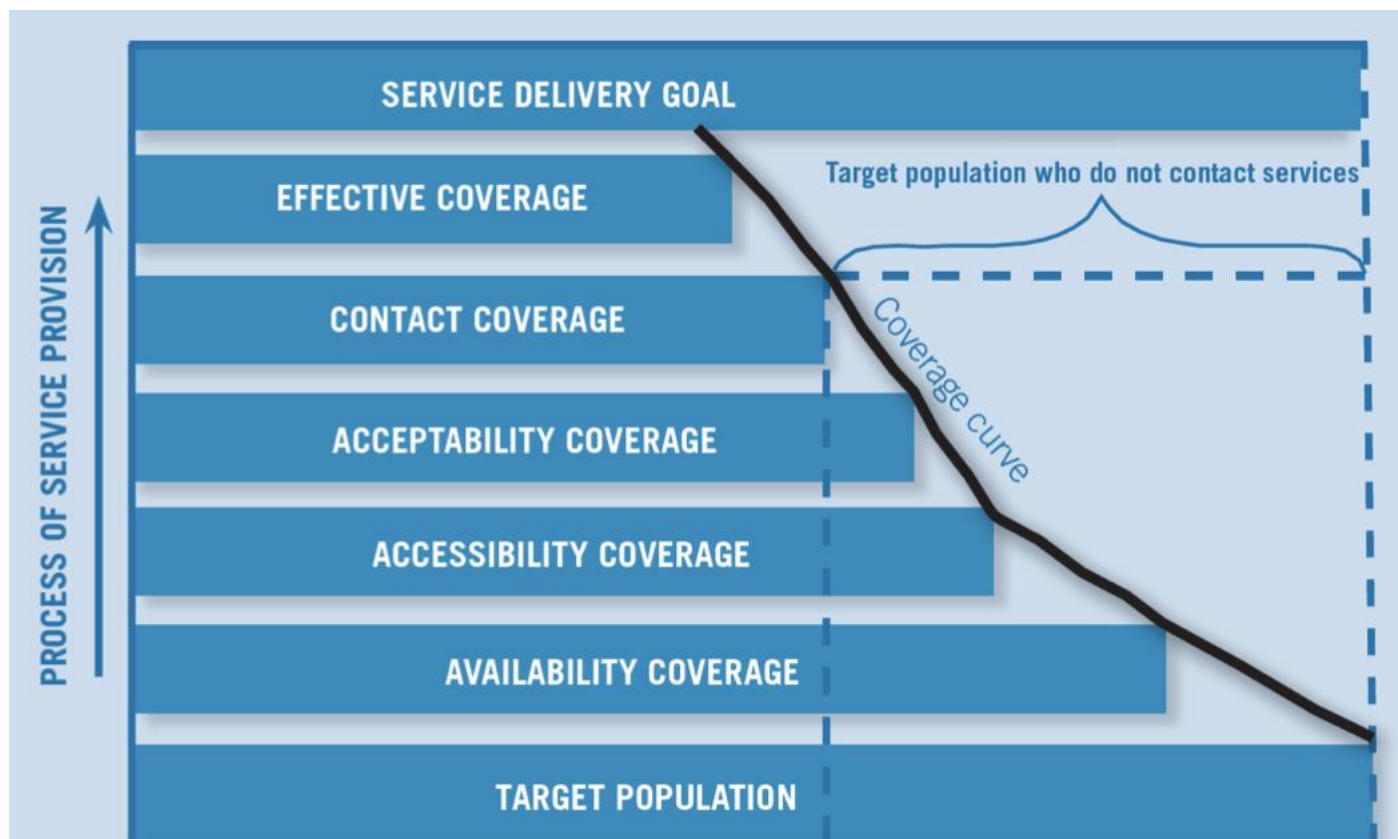 SERVICE DELIVERY GOAL
Target population who do not contact services
EFFECTIVE COVERAGE
CONTACT COVERAGE
Coverage curve
ACCEPTABILITY COVERAGE
ACCESSIBILITY COVERAGE
AVAILABILITY COVERAGE
TARGET POPULATION
PROCESS OF SERVICE PROVISION